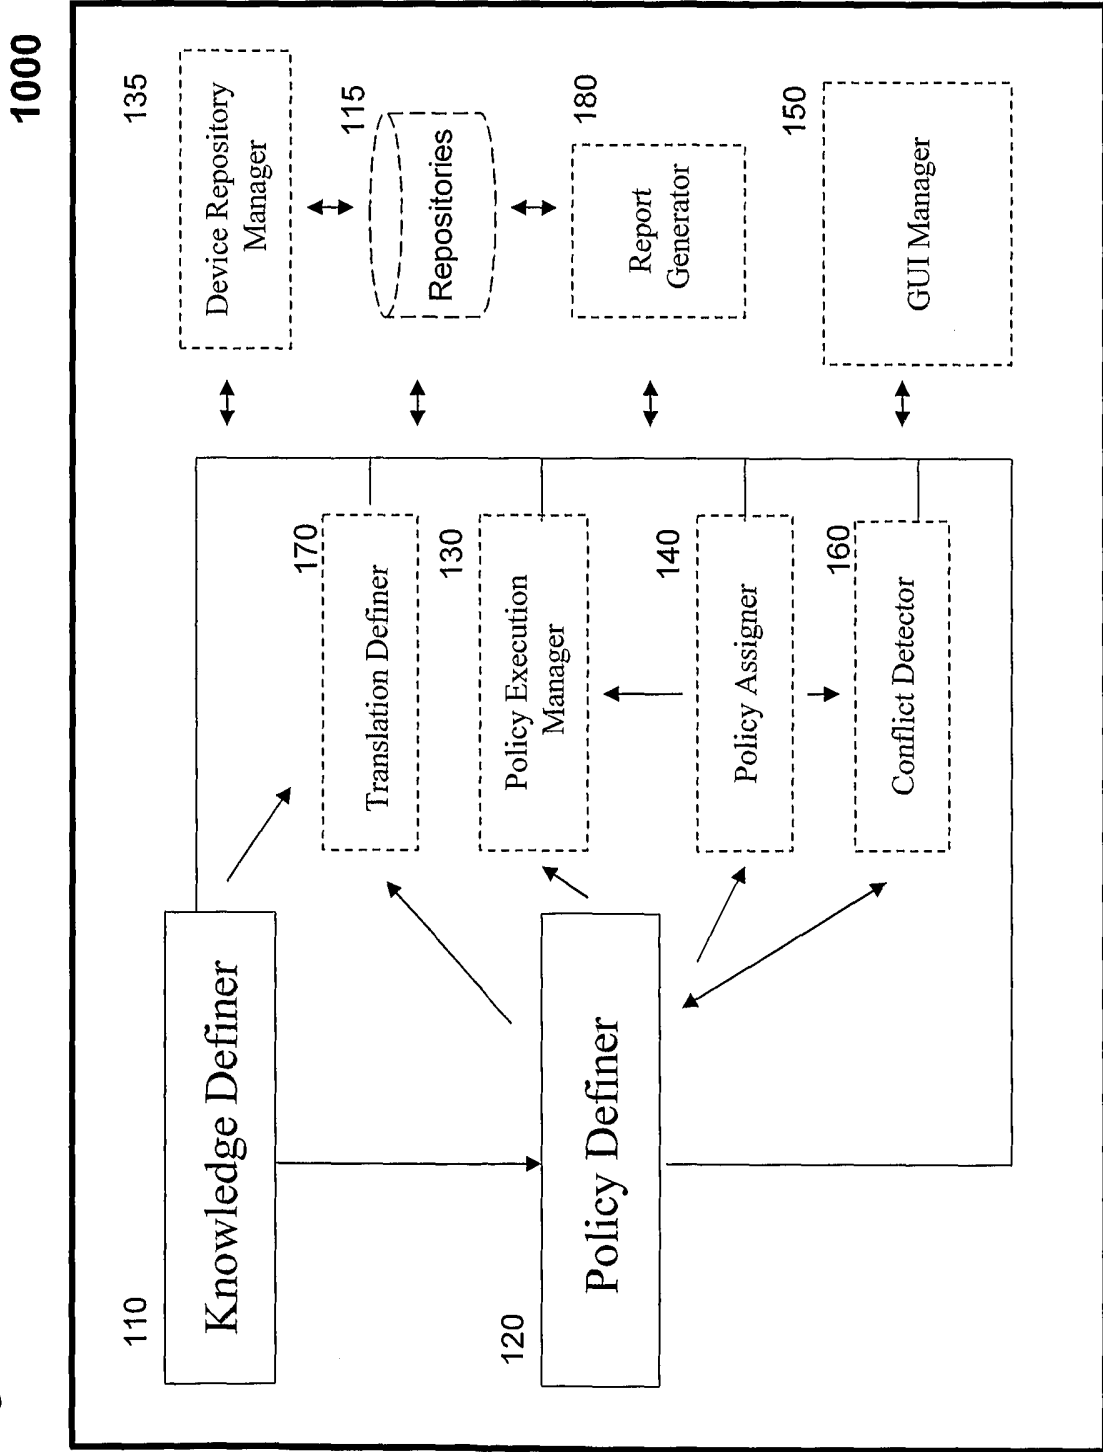 1000
110
Knowledge Definer
120
Policy Definer
170
Translation Definer
130
Policy Execution
Manager
140
Policy Assigner
160
Conflict Detector
135
Device Repository
Manager
115
Repositories
180
Report
Generator
150
GUI Manager